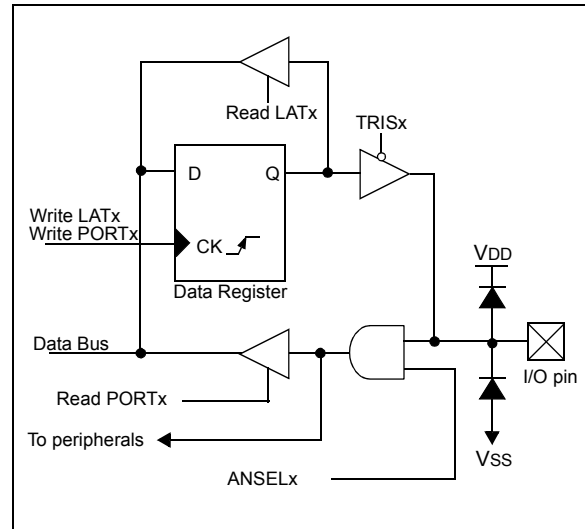 Read LATx
TRISx
D Q
Write LATx
Write PORTx
CK
VDD
Data Register
Data Bus
I/O pin
Read PORTx
To peripherals
VSS
ANSELx